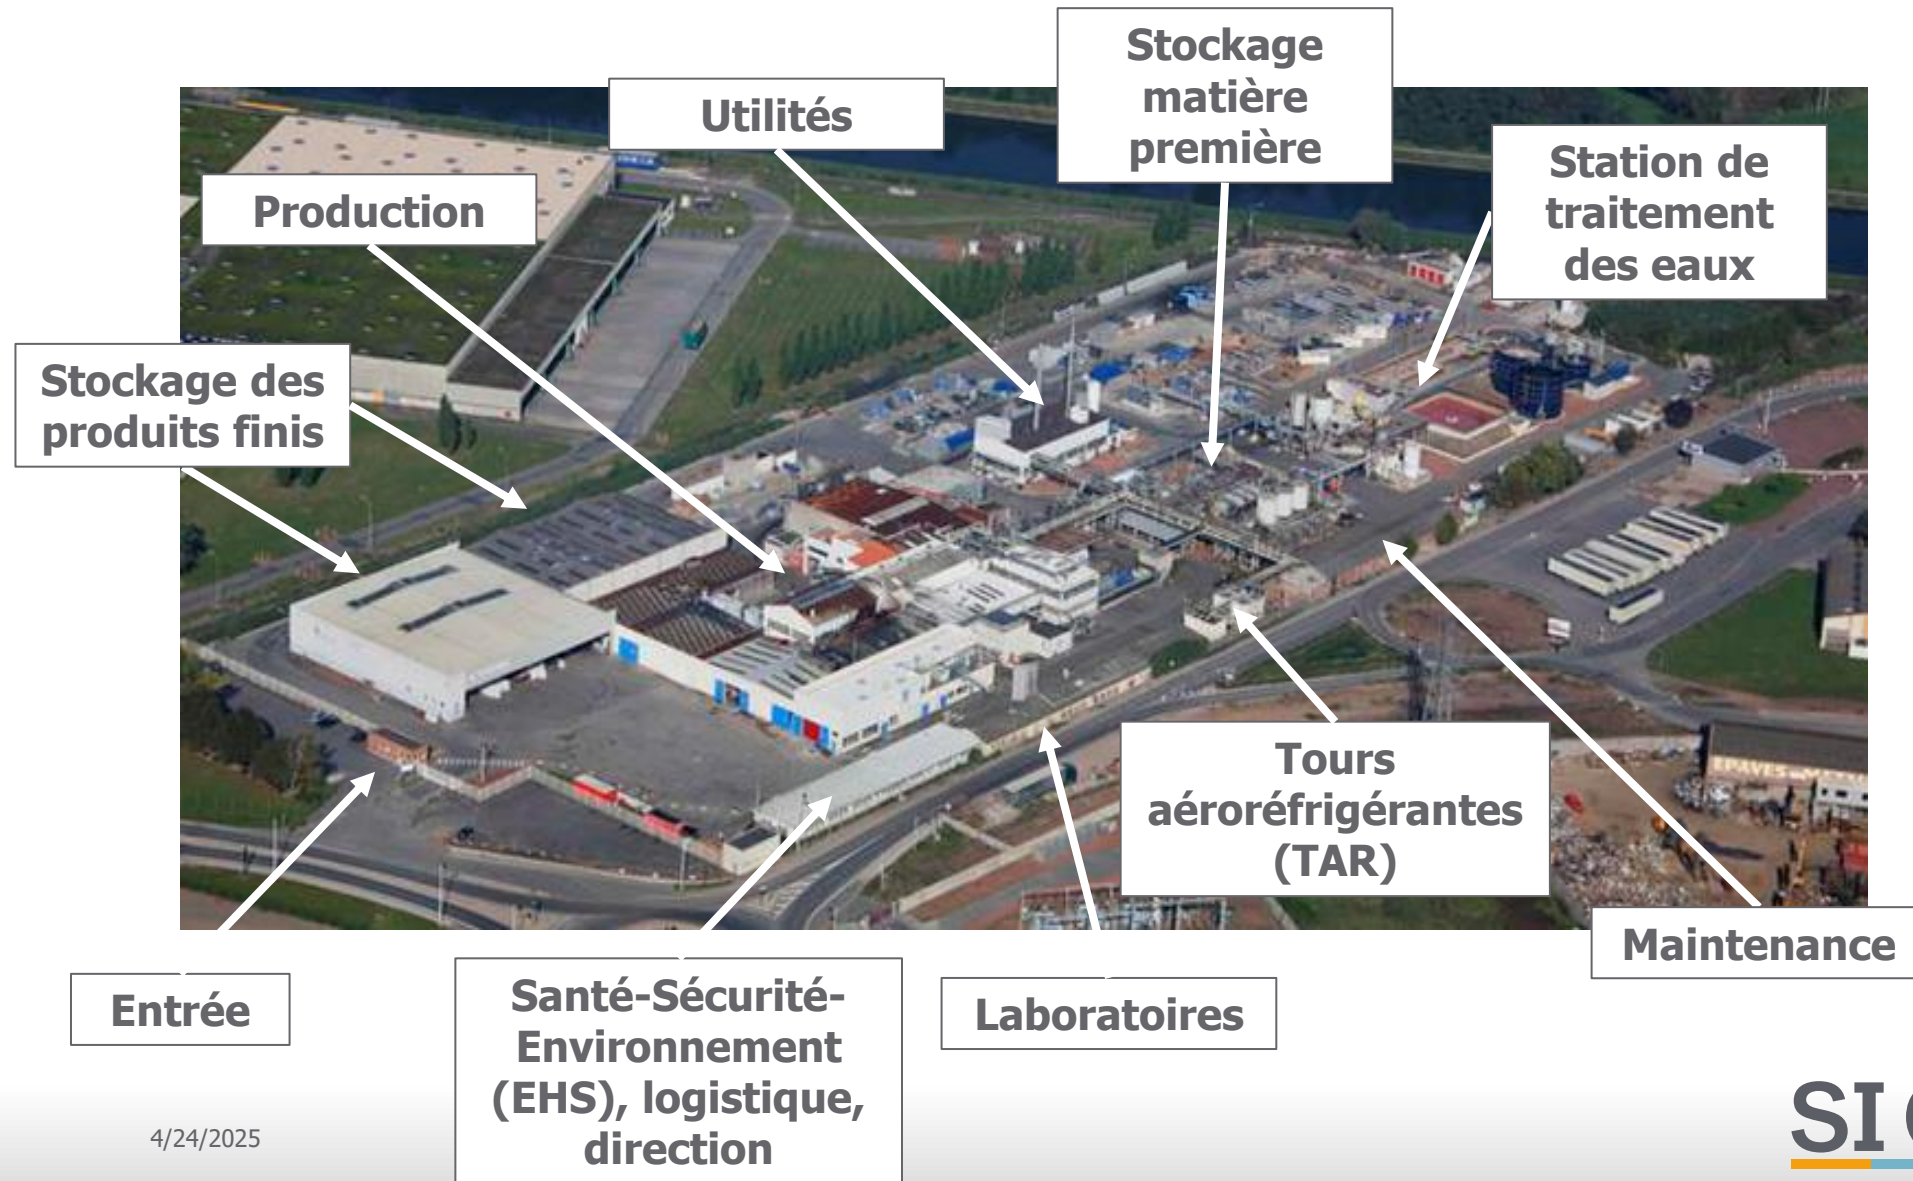 Stockage
matière
première
Utilités
Station de
traitement
des eaux
Production
Stockage des
produits finis
Tours
aéroréfrigérantes
(TAR)
Maintenance
Entrée
Santé-Sécurité-
Environnement
(EHS), logistique,
direction
Laboratoires
4/24/2025
SI